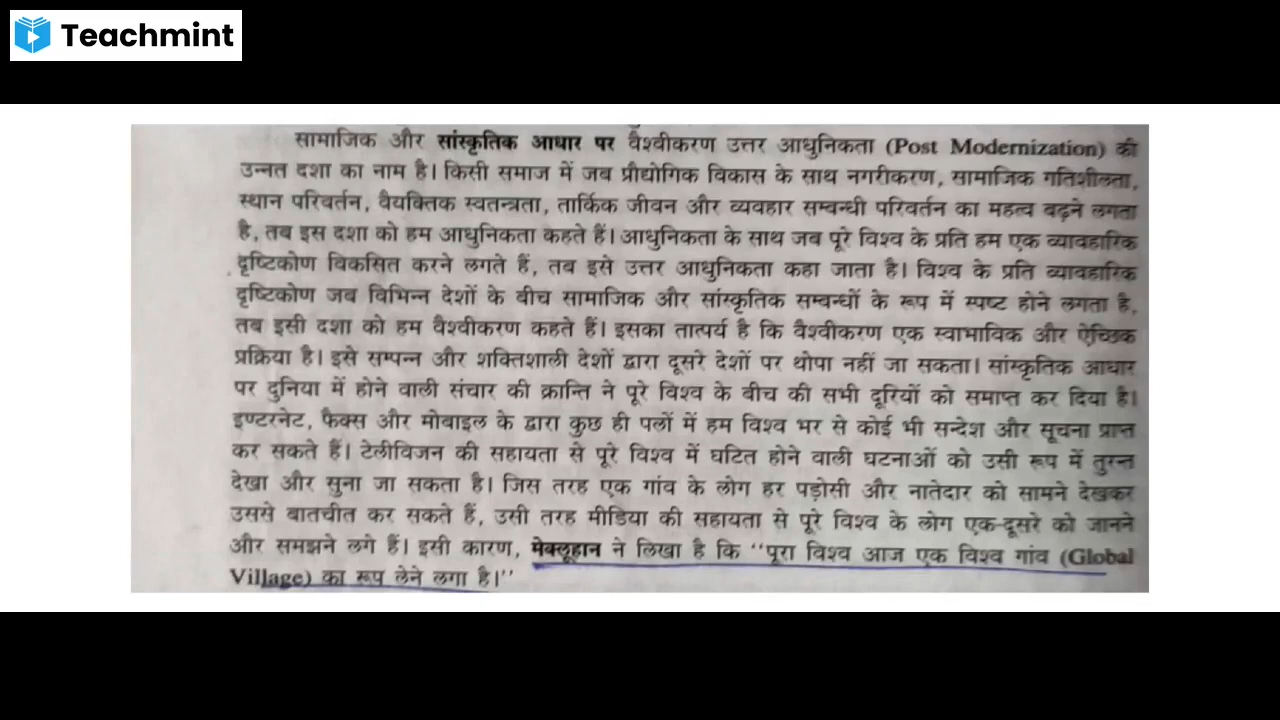 Teachmint
सामाजिक और सांस्कृतिक आधार पर वैश्वीकरण उत्तर आधुनिकता (Post Modernization) की
उन्नत दशा का नाम है। किसी समाज में जब प्रौद्योगिक विकास के साथ नगरीकरण, सामाजिक गतिशीलता,
स्थान परिवर्तन, वैयक्तिक स्वतन्त्रता, तार्किक जीवन और व्यवहार सम्बन्धी परिवर्तन का महत्व बढ़ने लगता
है, तब इस दशा को हम आधुनिकता कहते हैं। आधुनिकता के साथ जब पूरे विश्व के प्रति हम एक व्यावहारिक
दृष्टिकोण विकसित करने लगते हैं, तब इसे उत्तर आधुनिकता कहा जाता है। विश्व के प्रति व्यावहारिक
दृष्टिकोण जब विभिन्न देशों के बीच सामाजिक और सांस्कृतिक सम्बन्धों के रूप में स्पष्ट होने लगता है,
तब इसी दशा को हम वैश्वीकरण कहते हैं। इसका तात्पर्य है कि वैश्वीकरण एक स्वाभाविक और ऐच्छिक
प्रक्रिया है। इसे सम्पन्न और शक्तिशाली देशों द्वारा दूसरे देशों पर थोपा नहीं जा सकता। सांस्कृतिक आधार
पर दुनिया में होने वाली संचार की क्रान्ति ने पूरे विश्व के बीच की सभी दूरियों को समाप्त कर दिया है।
इण्टरनेट, फैक्स और मोबाइल के द्वारा कुछ ही पलों में हम विश्व भर से कोई भी सन्देश और सूचना प्राप्त
कर सकते हैं। टेलीविजन की सहायता से पूरे विश्व में घटित होने वाली घटनाओं को उसी रूप में तुरन्त
देखा और सुना जा सकता है। जिस तरह एक गांव के लोग हर पड़ोसी और नातेदार को सामने देखकर
उससे बातचीत कर सकते हैं, उसी तरह मीडिया की सहायता से पूरे विश्व के लोग एक-दूसरे को जानने
और समझने लगे हैं। इसी कारण, मेक्लूहान ने लिखा है कि ‘‘पूरा विश्व आज एक विश्व गांव (Global
Village) का रूप लेने लगा है।’’